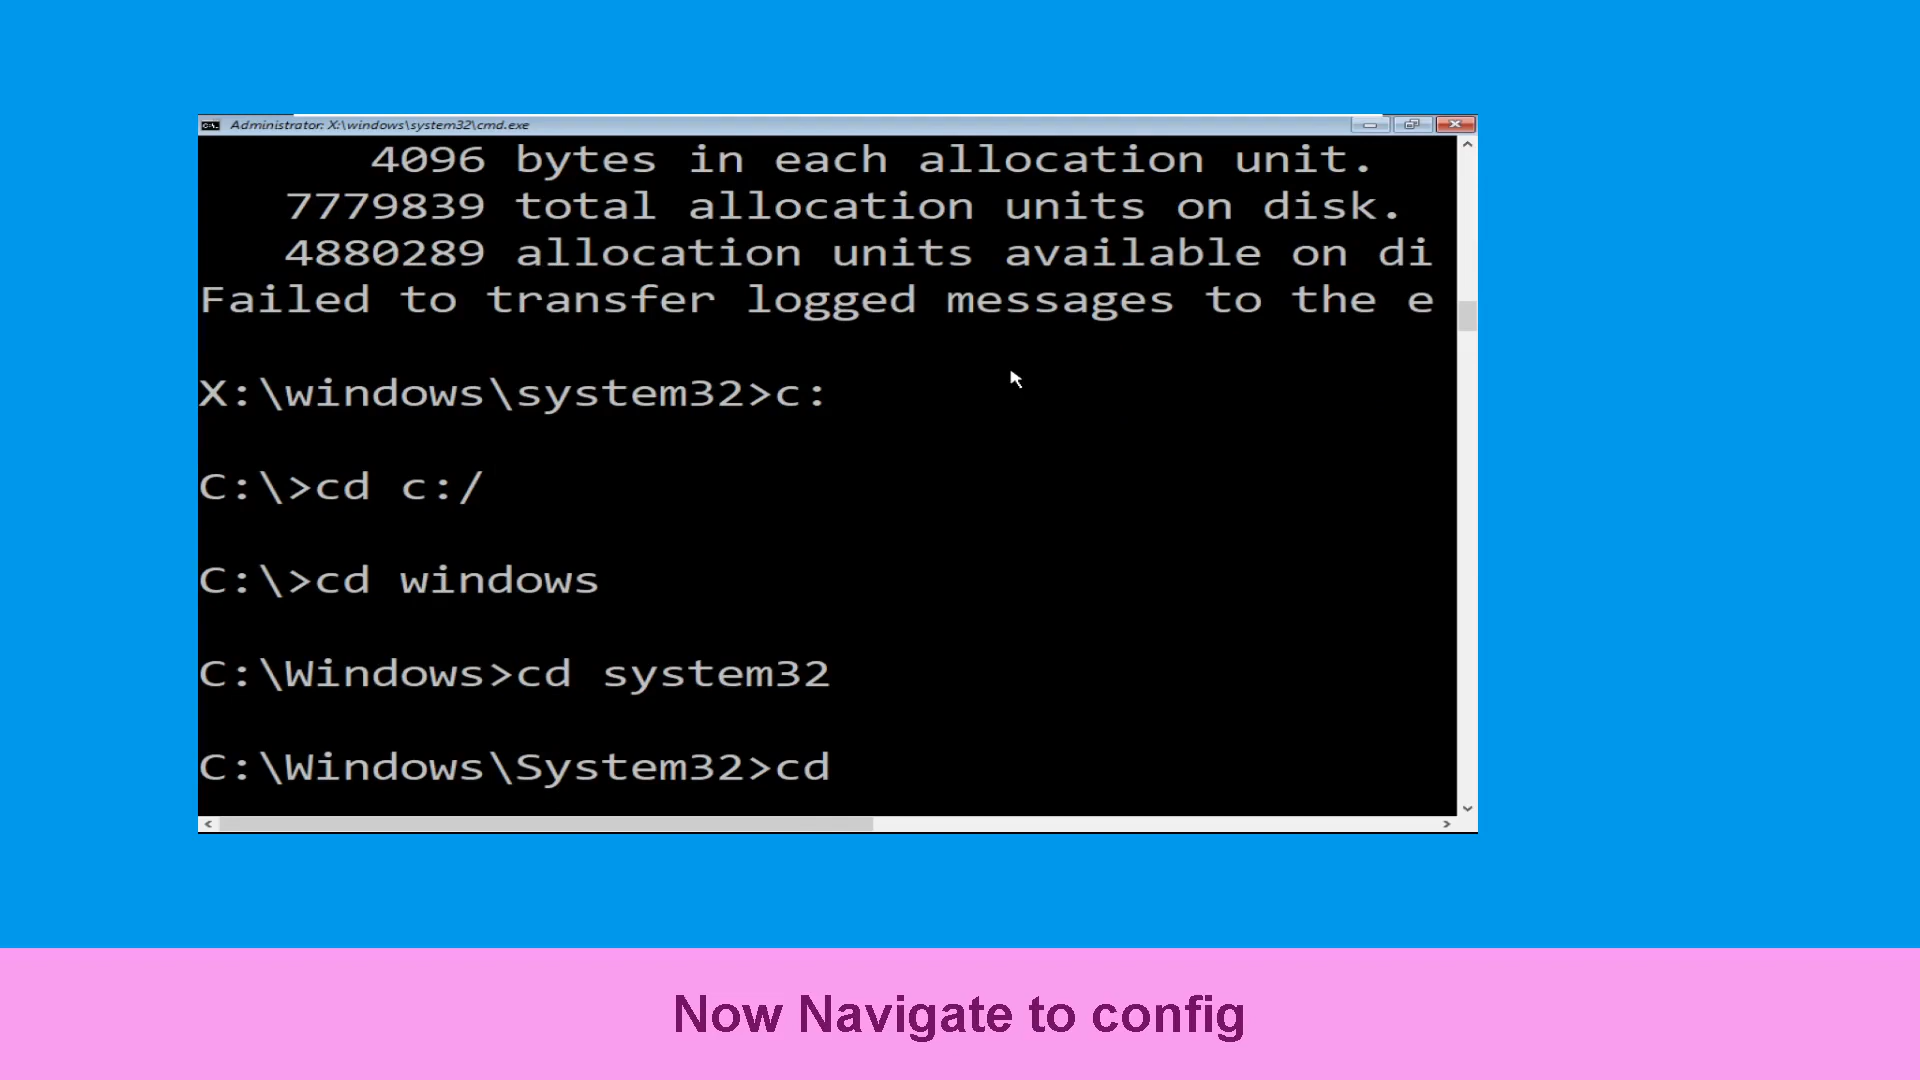 Administrator: X:\windows\system32\cmd.exe
4096 bytes in each allocation unit.
7779839 total allocation units on disk.
4880289 allocation units available on di
Failed to transfer logged messages to the e
X:\windows\system32>c:
C:\>cd c:/
C:\>cd windows
C:\Windows>cd system32
C:\Windows\System32>cd
Now Navigate to config